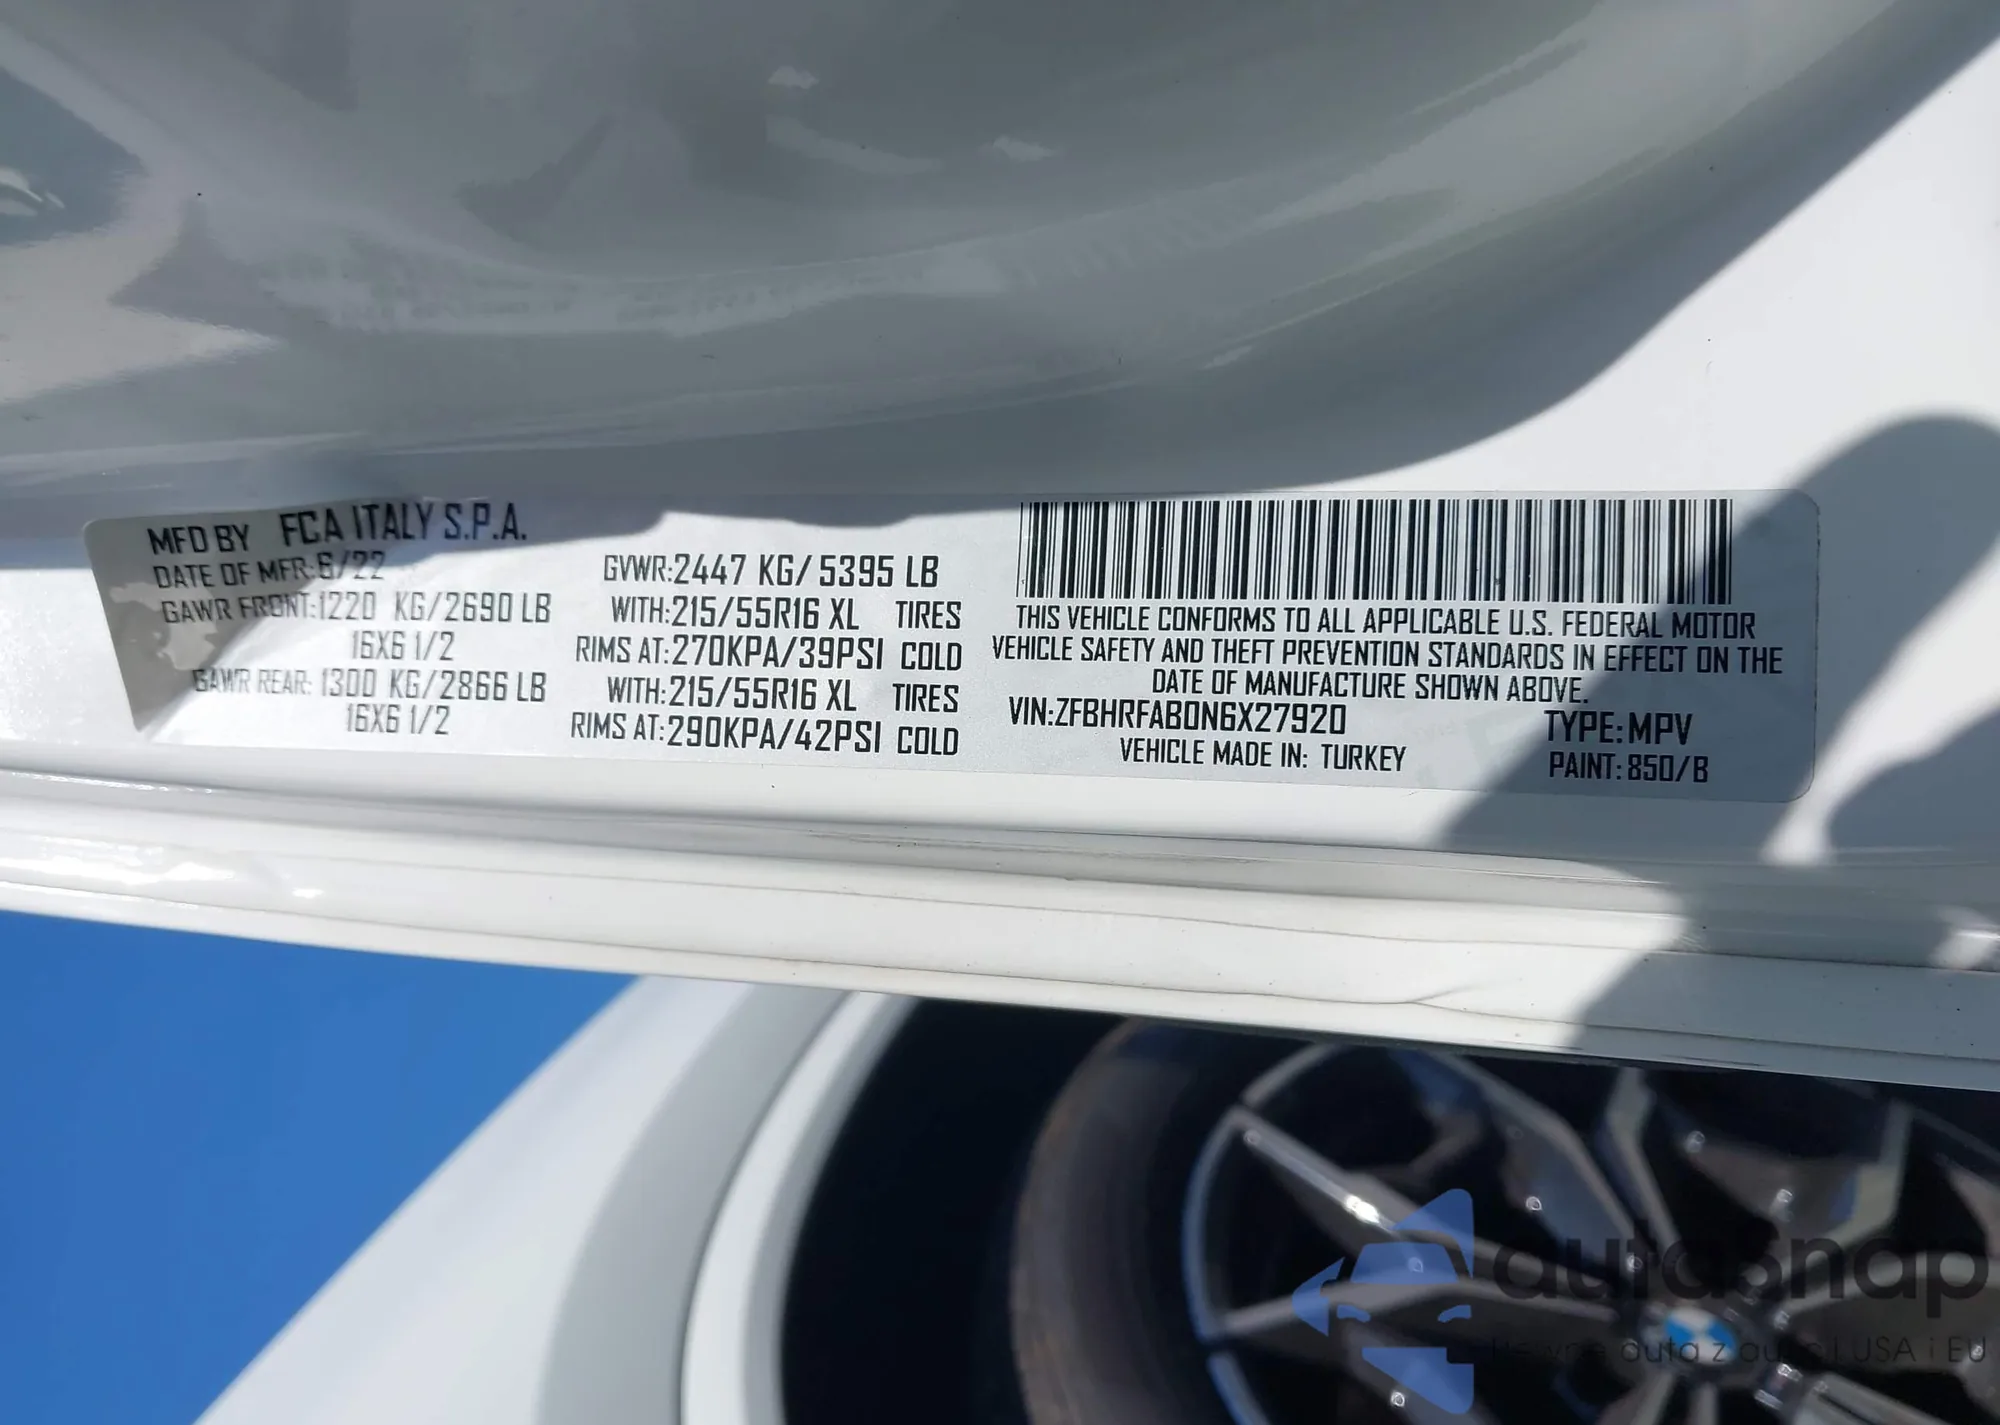 MFD BY FCA ITALY S.P.A.
DATE OF MFR:6/22
GAWR FRONT:1220 KG/2690 LB
16X6 1/2
GAWR REAR: 1300 KG/2866 LB
16X6 1/2
GVWR:2447 KG/ 5395 LB
WITH:215/55R16 XL TIRES
RIMS AT:270KPA/39PSI COLD
WITH:215/55R16 XL TIRES
RIMS AT:290KPA/42PSI COLD
THIS VEHICLE CONFORMS TO ALL APPLICABLE U.S. FEDERAL MOTOR
VEHICLE SAFETY AND THEFT PREVENTION STANDARDS IN EFFECT ON THE
DATE OF MANUFACTURE SHOWN ABOVE.
VIN:ZFBHRFAB0N6X27920
TYPE:MPV
VEHICLE MADE IN: TURKEY
PAINT: 850/B
autosnap
auta z USA i EU